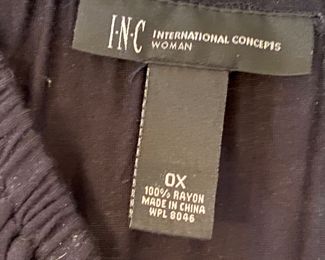 I·N·C INTERNATIONAL CONCEPTS
WOMAN
0X
100% RAYON
MADE IN CHINA
WPL 8046